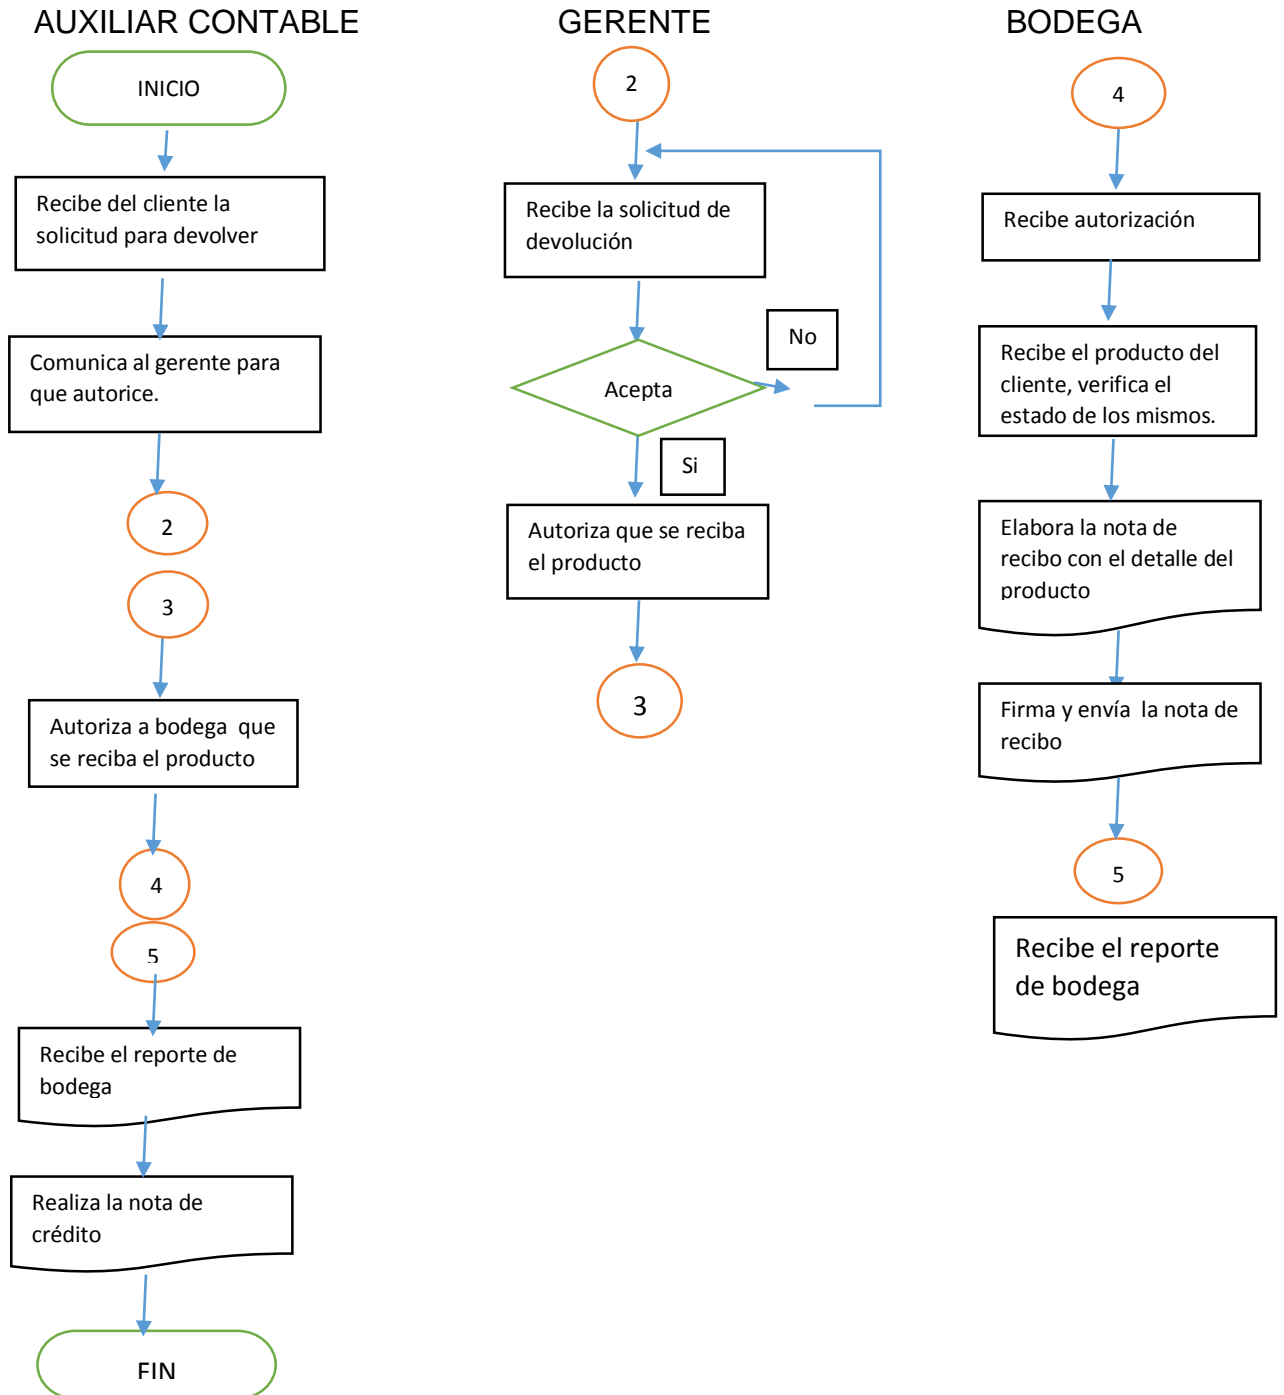 AUXILIAR CONTABLE
INICIO
Recibe del cliente la
solicitud para devolver
Comunica al gerente para
que autorice.
2
3
Autoriza a bodega que
se reciba el producto
4
5
Recibe el reporte de
bodega
Realiza la nota de
crédito
FIN
GERENTE
2
Recibe la solicitud de
devolución
No
Acepta
Si
Autoriza que se reciba
el producto
3
BODEGA
4
Recibe autorización
Recibe el producto del
cliente, verifica el
estado de los mismos.
Elabora la nota de
recibo con el detalle del
producto
Firma y envía la nota de
recibo
5
Recibe el reporte
de bodega